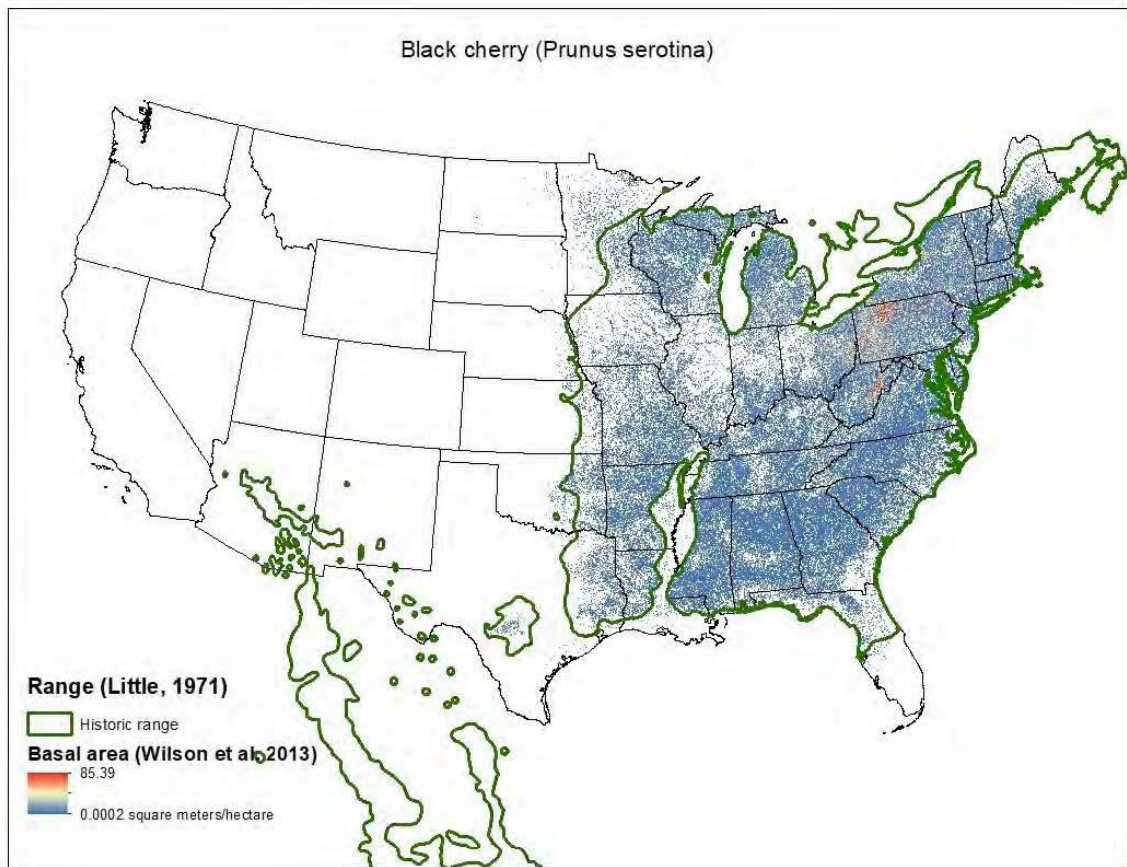 Black cherry (Prunus serotina)
Range (Little, 1971)
Historic range
Basal area (Wilson et al, 2013)
85.39
0.0002 square meters/hectare